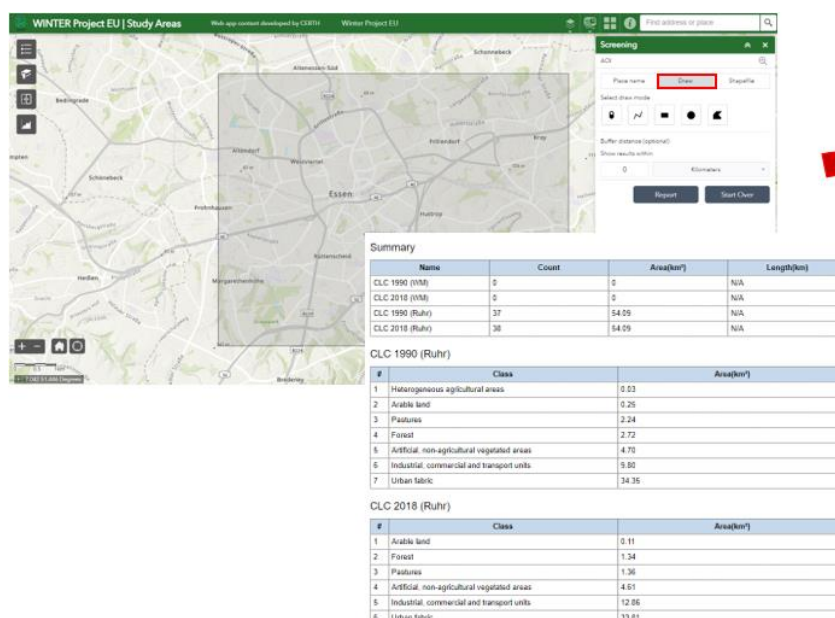 WINTER Project EU | Study Areas
Web app content developed by CERTH
Winter Project EU
Find address or place
Screening
AOI
Place name
Draw
Shapefile
Select draw mode
Buffer distance (optional)
Show results within
0
Kilometers
Report
Start Over
Altenessen-Süd
Schonnebeck
Bedingrade
Altendorf
Westviertel
Frillendorf
Kray
Schönebeck
Essen
Frohnhausen
Huttrop
Rüttenscheid
Heißen
Margarethenhöhe
Bredeney
Summary
Name Count Area(km²) Length(km)
CLC 1990 (WM) 0 0 N/A
CLC 2018 (WM) 0 0 N/A
CLC 1990 (Ruhr) 37 54.09 N/A
CLC 2018 (Ruhr) 38 54.09 N/A
CLC 1990 (Ruhr)
# Class Area(km²)
1 Heterogeneous agricultural areas 0.03
2 Arable land 0.25
3 Pastures 2.24
4 Forest 2.72
5 Artificial, non-agricultural vegetated areas 4.70
6 Industrial, commercial and transport units 9.80
7 Urban fabric 34.35
CLC 2018 (Ruhr)
# Class Area(km²)
1 Arable land 0.11
2 Forest 1.34
3 Pastures 1.36
4 Artificial, non-agricultural vegetated areas 4.61
5 Industrial, commercial and transport units 12.86
6 Urban fabric